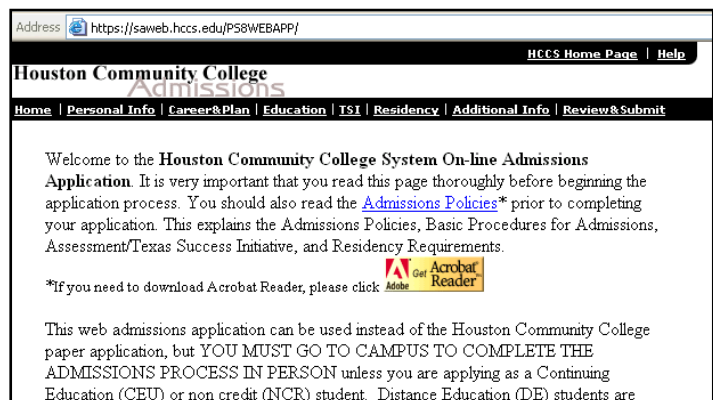 Address https://saweb.hccs.edu/PS8WEBAPP/
HCCS Home Page | Help
Houston Community College
Admissions
Home | Personal Info | Career&Plan | Education | TSI | Residency | Additional Info | Review&Submit
Welcome to the Houston Community College System On-line Admissions
Application. It is very important that you read this page thoroughly before beginning the
application process. You should also read the Admissions Policies* prior to completing
your application. This explains the Admissions Policies, Basic Procedures for Admissions,
Assessment/Texas Success Initiative, and Residency Requirements.
*If you need to download Acrobat Reader, please click Adobe Get Acrobat Reader
This web admissions application can be used instead of the Houston Community College
paper application, but YOU MUST GO TO CAMPUS TO COMPLETE THE
ADMISSIONS PROCESS IN PERSON unless you are applying as a Continuing
Education (CEU) or non credit (NCR) student. Distance Education (DE) students are